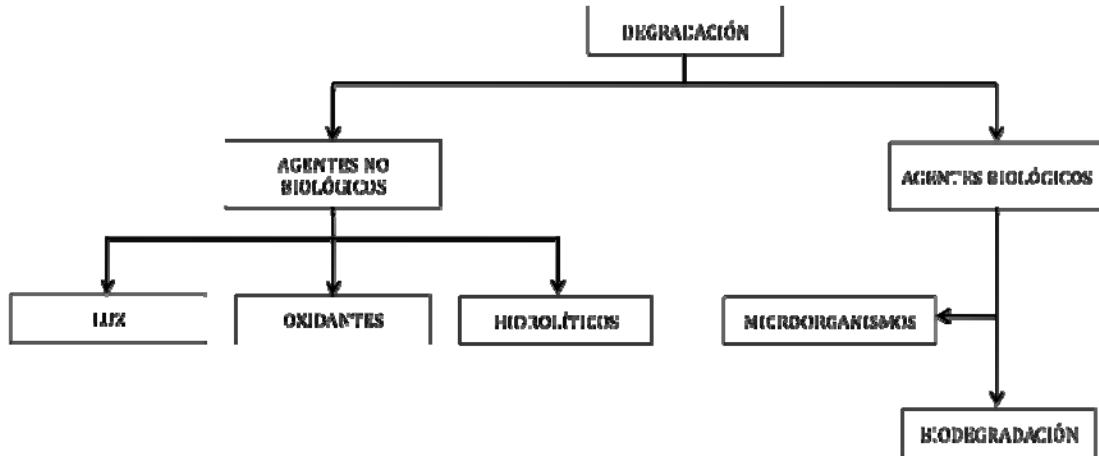 DEGRADACIÓN
AGENTES NO
BIOLÓGICOS
AGENTES BIOLÓGICOS
LUZ
OXIDANTES
HIDROLÍTICOS
MICROORGANISMOS
BIODEGRADACIÓN